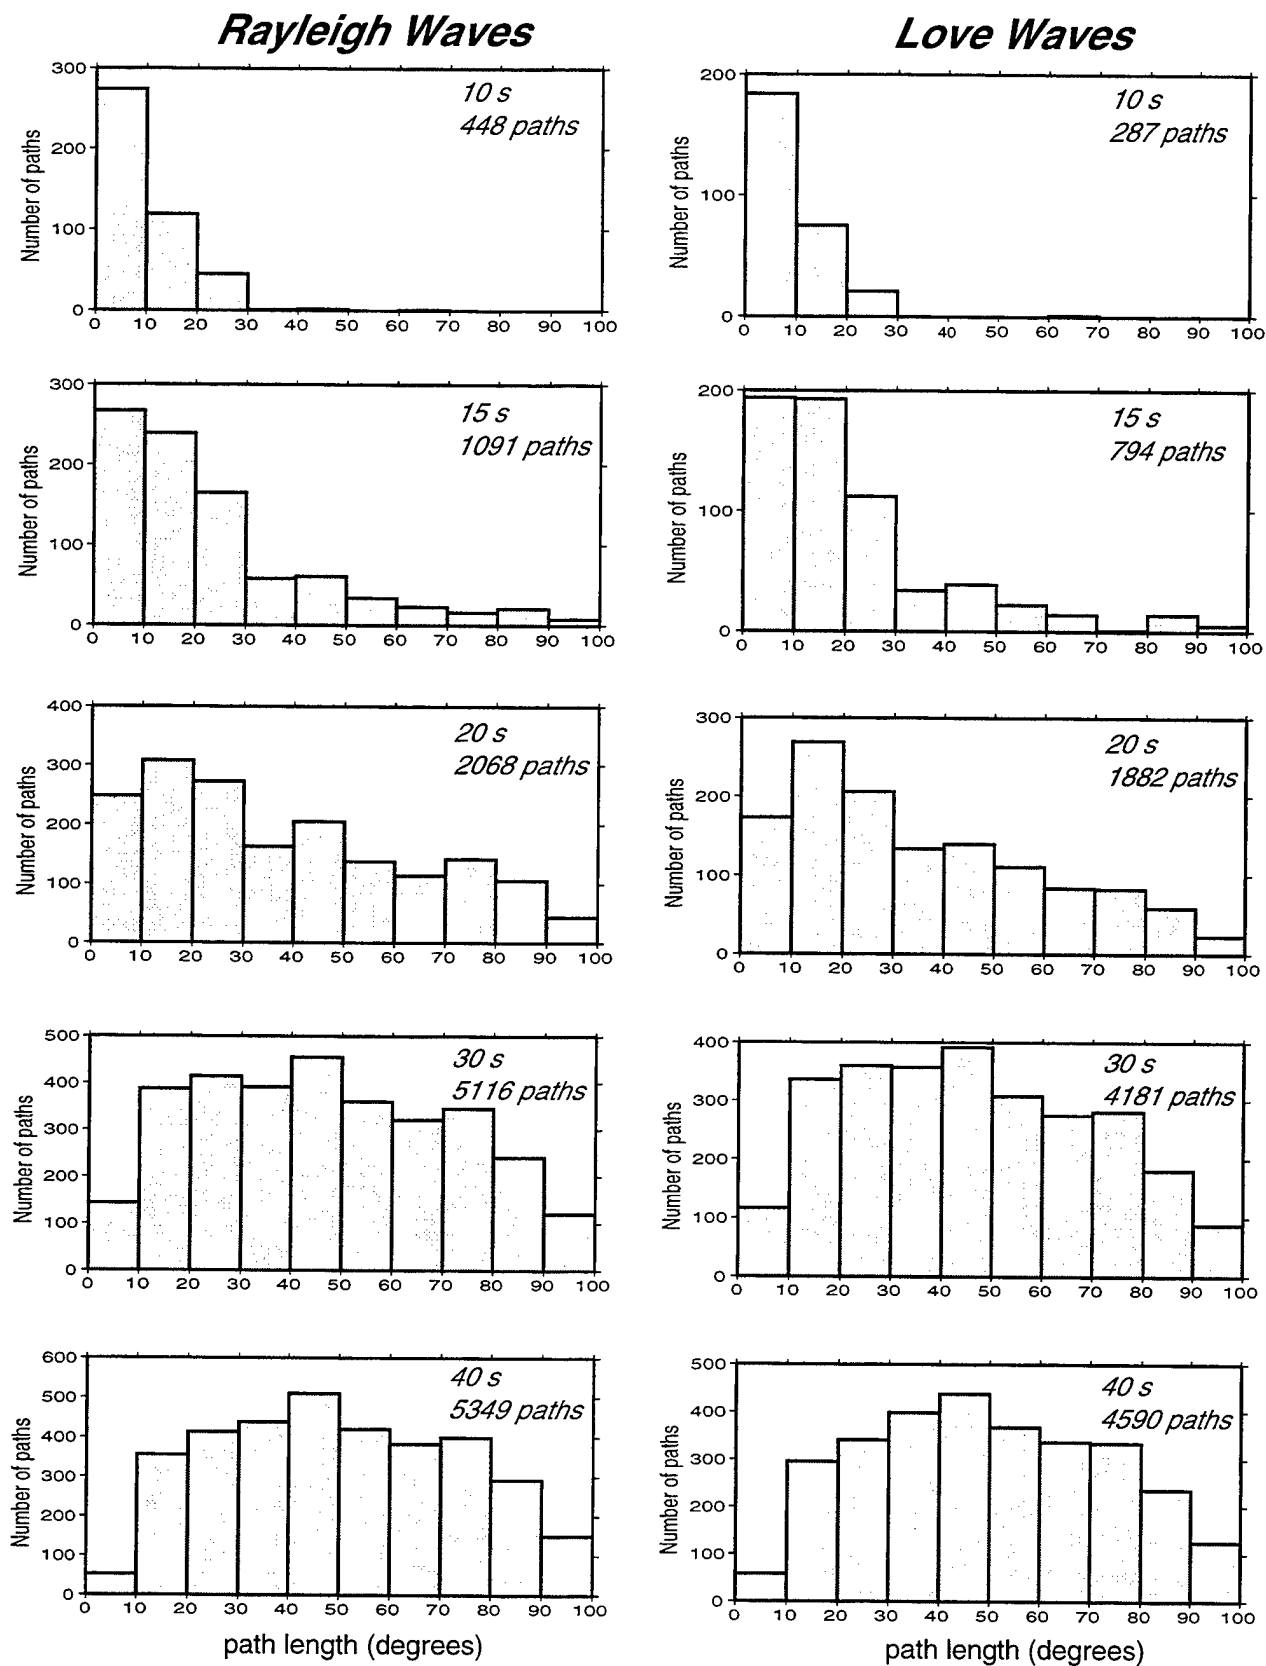 Rayleigh Waves
10 s
448 paths
Number of paths
300
200
100
0
0 10 20 30 40 50 60 70 80 90 100
15 s
1091 paths
Number of paths
300
200
100
0
0 10 20 30 40 50 60 70 80 90 100
20 s
2068 paths
Number of paths
400
300
200
100
0
0 10 20 30 40 50 60 70 80 90 100
30 s
5116 paths
Number of paths
500
400
300
200
100
0
0 10 20 30 40 50 60 70 80 90 100
40 s
5349 paths
Number of paths
600
500
400
300
200
100
0
0 10 20 30 40 50 60 70 80 90 100
path length (degrees)
Love Waves
10 s
287 paths
Number of paths
200
100
0
0 10 20 30 40 50 60 70 80 90 100
15 s
794 paths
Number of paths
200
100
0
0 10 20 30 40 50 60 70 80 90 100
20 s
1882 paths
Number of paths
300
200
100
0
0 10 20 30 40 50 60 70 80 90 100
30 s
4181 paths
Number of paths
400
300
200
100
0
0 10 20 30 40 50 60 70 80 90 100
40 s
4590 paths
Number of paths
500
400
300
200
100
0
0 10 20 30 40 50 60 70 80 90 100
path length (degrees)